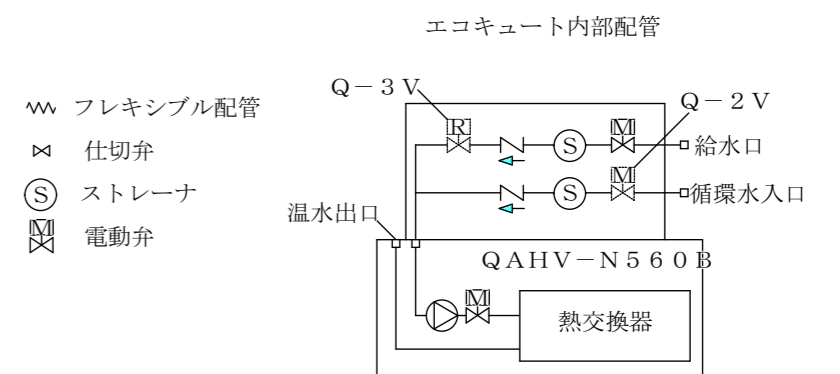 エコキュート内部配管
Q－３V
Q－２V
フレキシブル配管
R
M
仕切弁
S
給水口
M
S
ストレーナ
S
循環水入口
温水出口
M
電動弁
QAHV－N５６０B
M
熱交換器